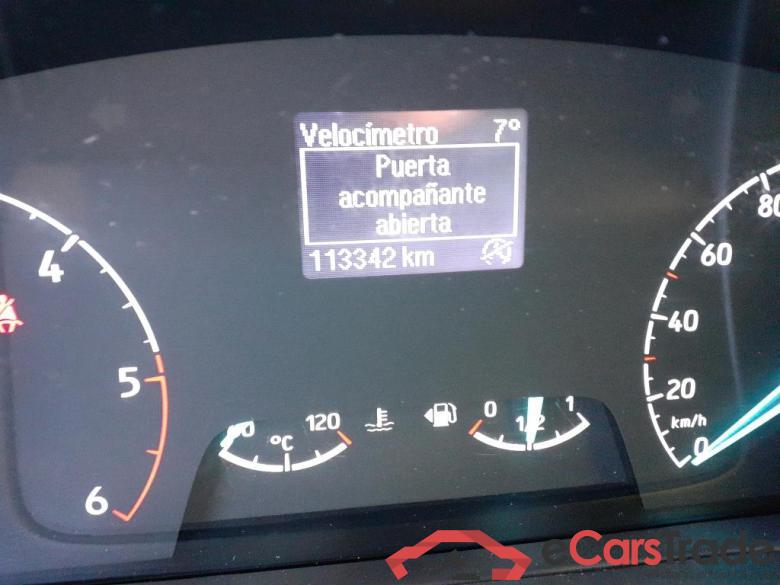 Velocímetro 7°
Puerta
acompañante
abierta
113342 km
4
5
6
120
°C
0
1/2
1
80
60
40
20
km/h
0
eCarsTrade